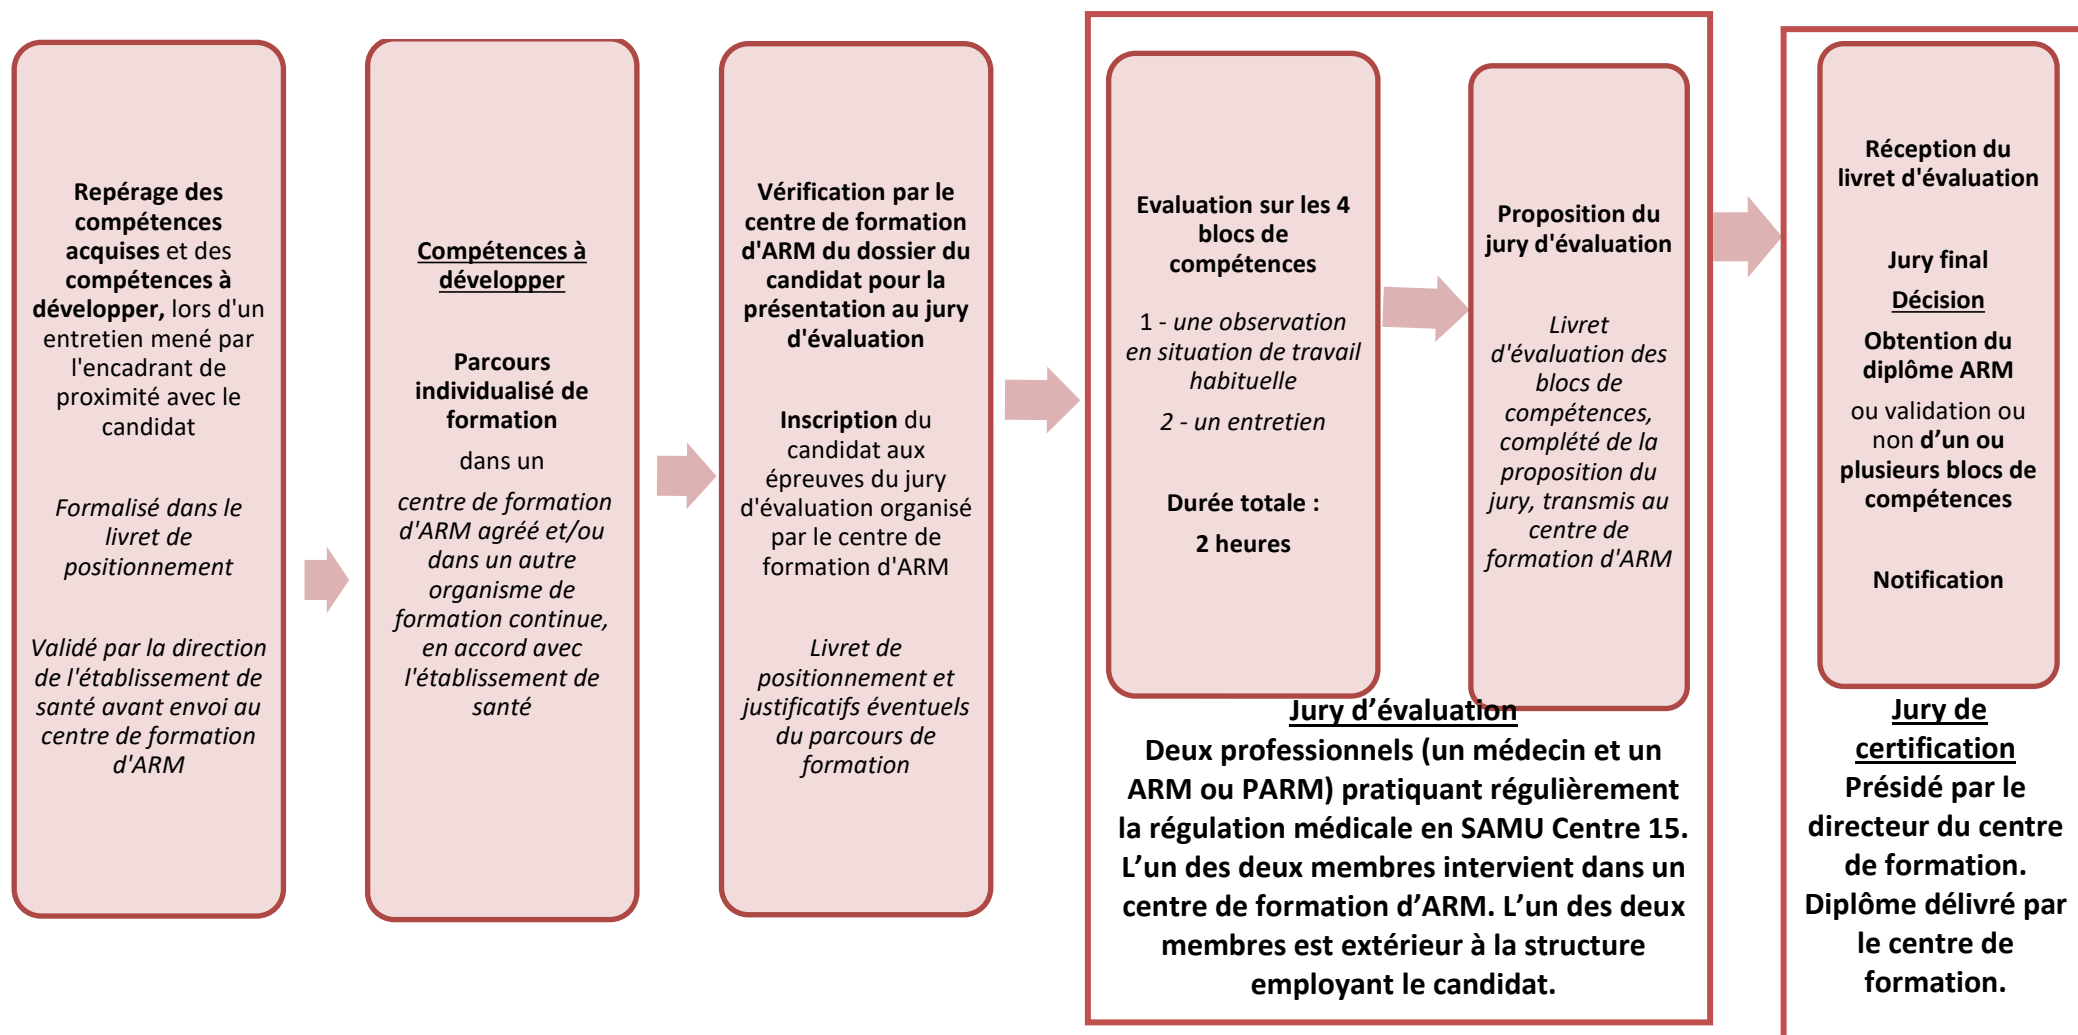 Repérage des
compétences
acquises et des
compétences à
développer, lors d'un
entretien mené par
l'encadrant de
proximité avec le
candidat
Formalisé dans le
livret de
positionnement
Validé par la direction
de l'établissement de
santé avant envoi au
centre de formation
d'ARM
Compétences à
développer
Parcours
individualisé de
formation
dans un
centre de formation
d'ARM agréé et/ou
dans un autre
organisme de
formation continue,
en accord avec
l'établissement de
santé
Vérification par le
centre de formation
d'ARM du dossier du
candidat pour la
présentation au jury
d'évaluation
Inscription du
candidat aux
épreuves du jury
d'évaluation organisé
par le centre de
formation d'ARM
Livret de
positionnement et
justificatifs éventuels
du parcours de
formation
Evaluation sur les 4
blocs de
compétences
1 - une observation
en situation de travail
habituelle
2 - un entretien
Durée totale :
2 heures
Proposition du
jury d'évaluation
Livret
d'évaluation des
blocs de
compétences,
complété de la
proposition du
jury, transmis au
centre de
formation d'ARM
Jury d’évaluation
Deux professionnels (un médecin et un
ARM ou PARM) pratiquant régulièrement
la régulation médicale en SAMU Centre 15.
L’un des deux membres intervient dans un
centre de formation d’ARM. L’un des deux
membres est extérieur à la structure
employant le candidat.
Réception du
livret d'évaluation
Jury final
Décision
Obtention du
diplôme ARM
ou validation ou
non d’un ou
plusieurs blocs de
compétences
Notification
Jury de
certification
Présidé par le
directeur du centre
de formation.
Diplôme délivré par
le centre de
formation.